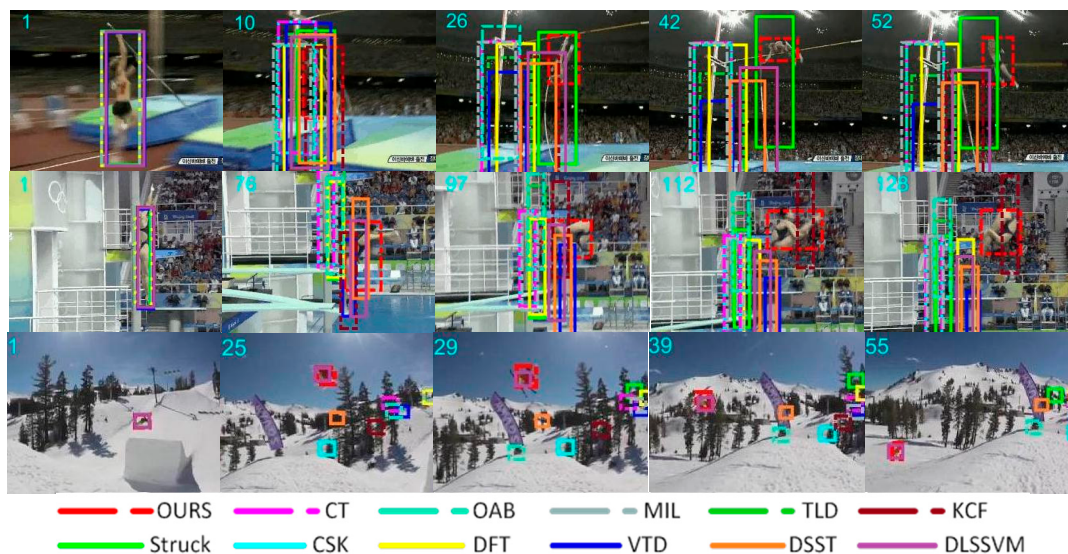 1 10 26 42 52
1 76 97 112 128
1 25 29 39 55
OURS CT OAB MIL TLD KCF
Struck CSK DFT VTD DSST DLSSVM